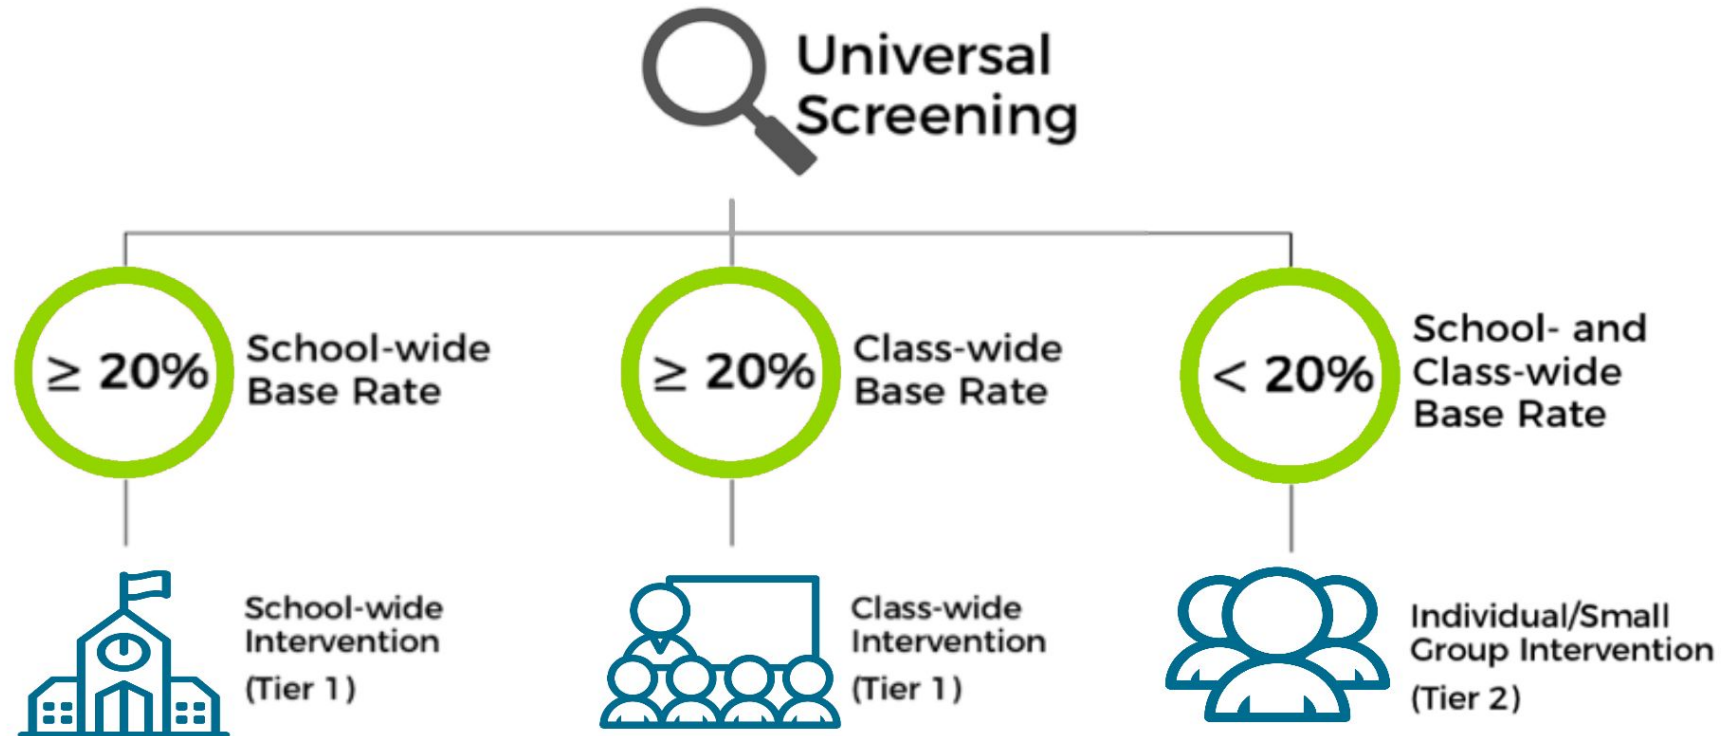 Universal
Screening
≥ 20%
School-wide
Base Rate
≥ 20%
Class-wide
Base Rate
< 20%
School- and
Class-wide
Base Rate
School-wide
Intervention
(Tier 1)
Class-wide
Intervention
(Tier 1)
Individual/Small
Group Intervention
(Tier 2)